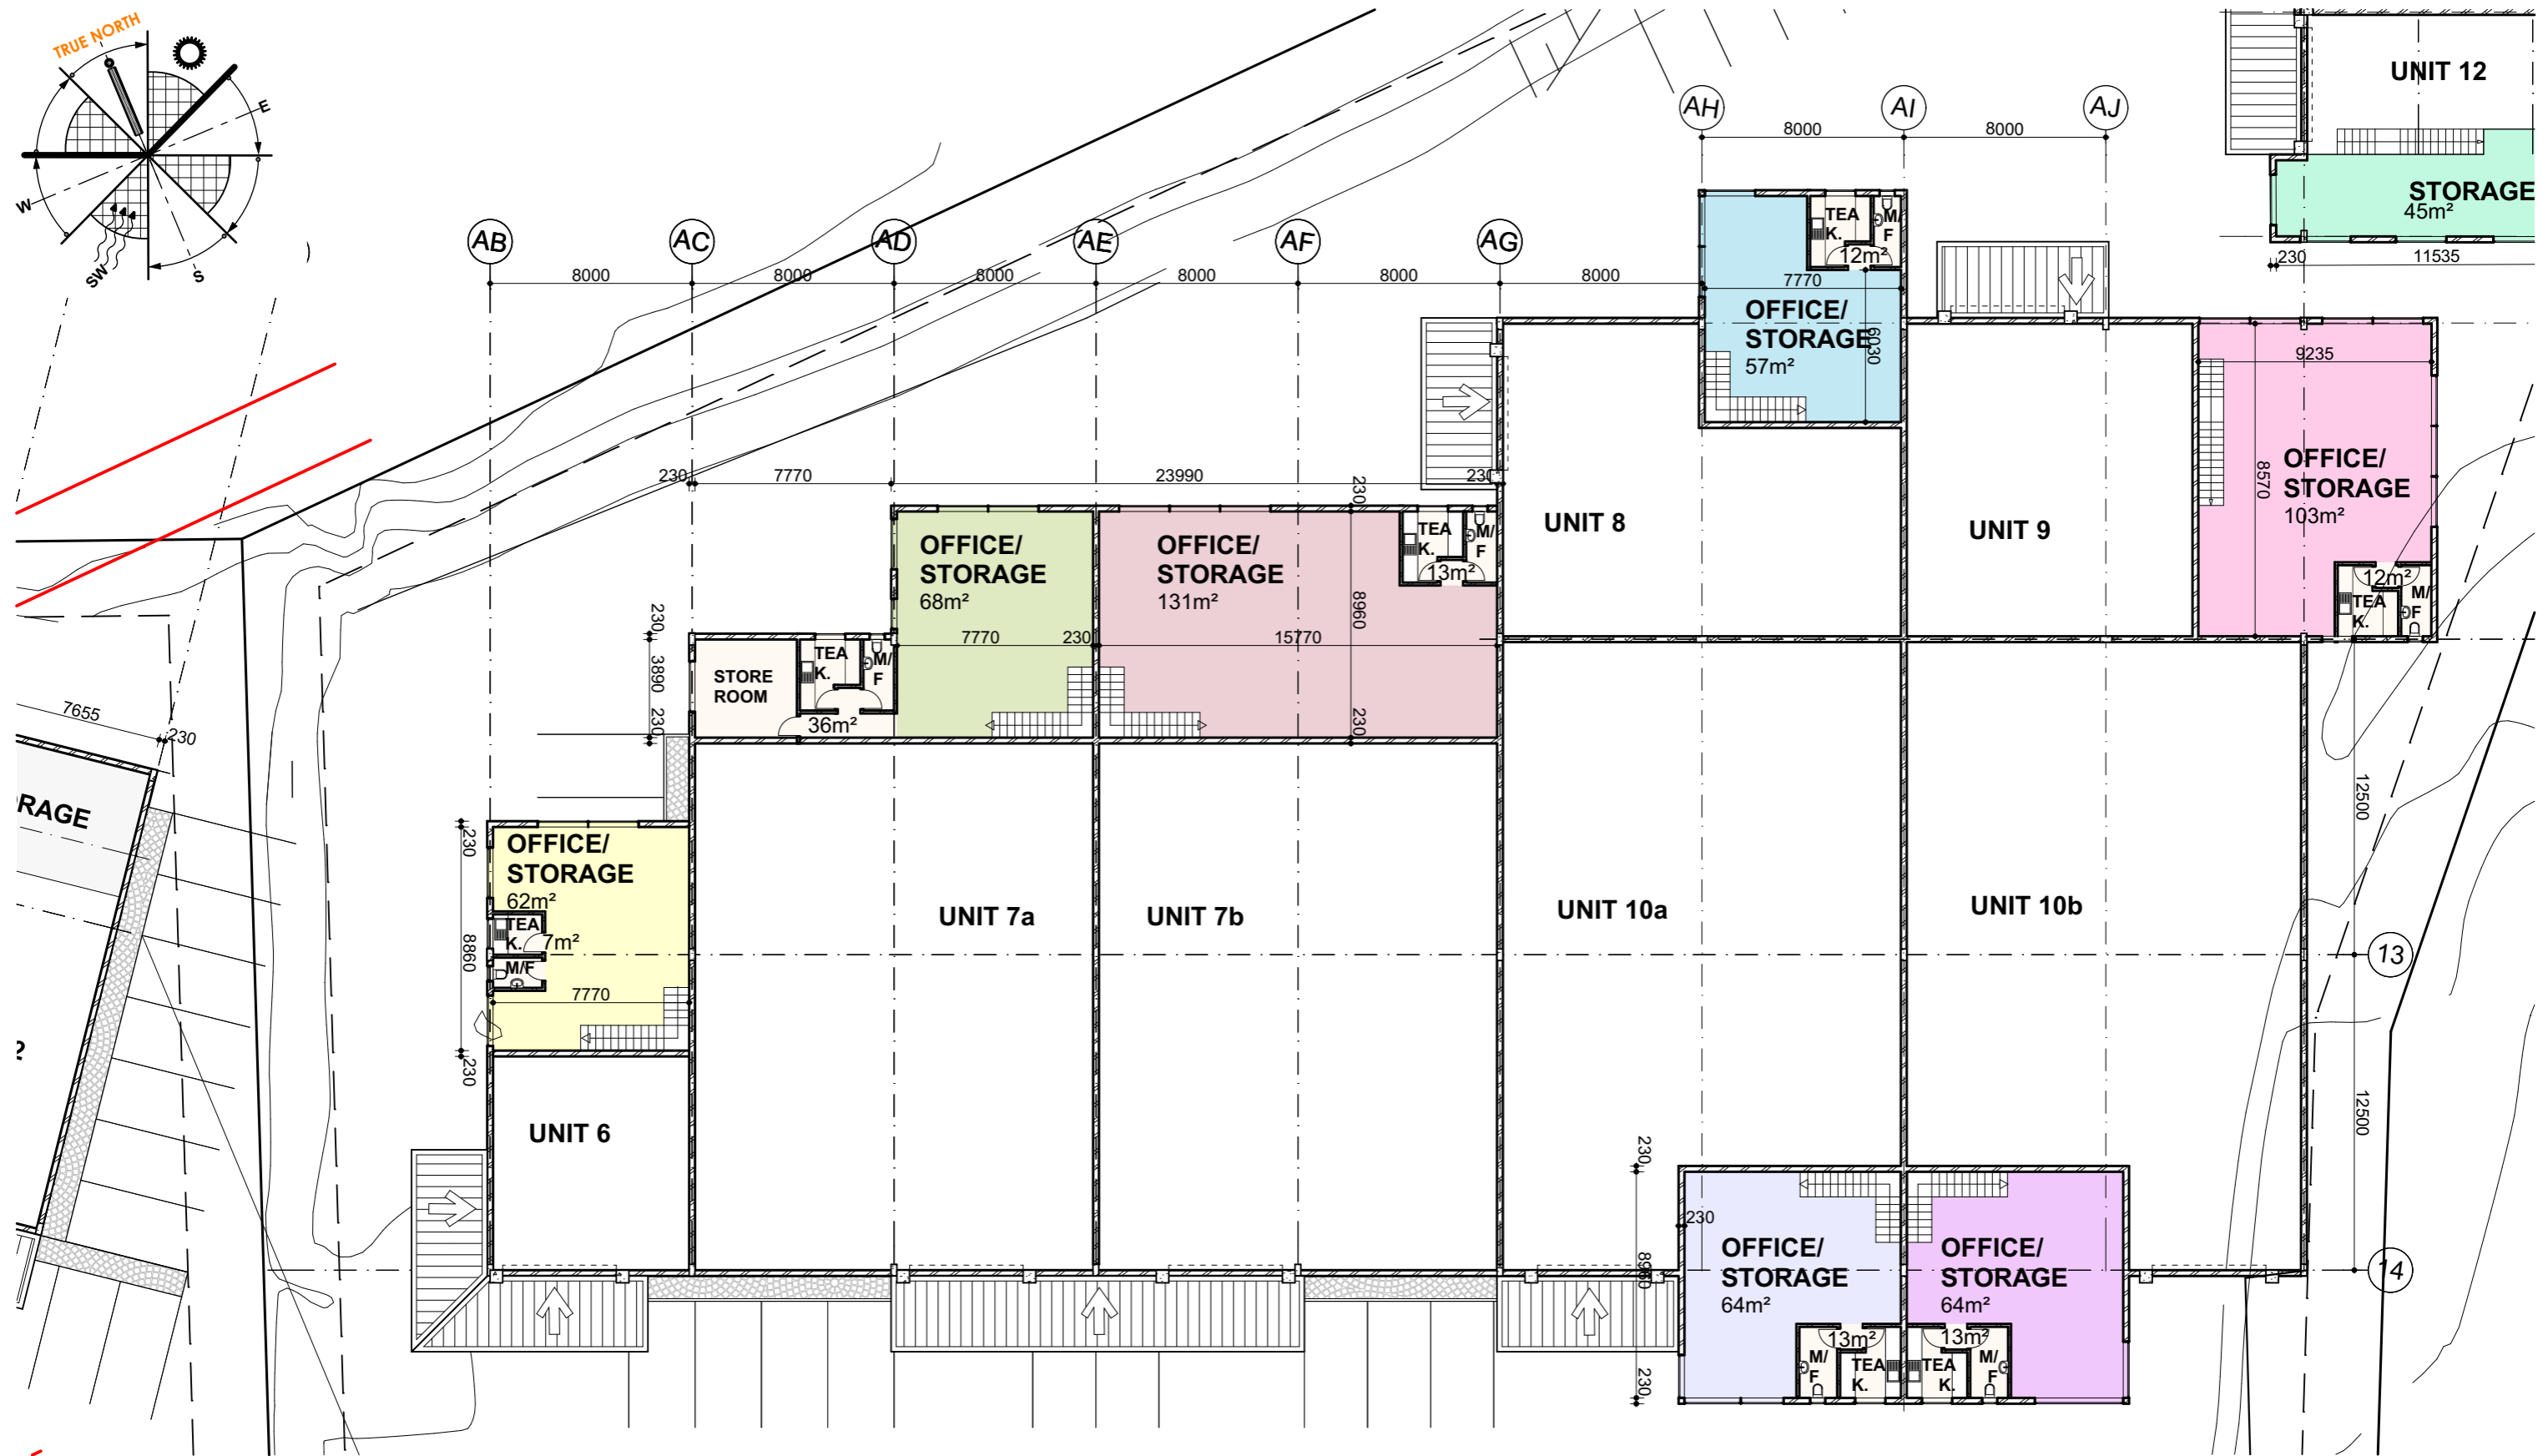 TRUE NORTH
E
W
SW
S
UNIT 12
STORAGE
45m²
230
11535
AH
AI
AJ
8000
8000
AB
AC
AD
AE
AF
AG
8000
8000
8000
8000
8000
8000
TEA
K.
M/
F
12m²
7770
OFFICE/
STORAGE
57m²
6030
9235
8570
OFFICE/
STORAGE
103m²
12m²
TEA
K.
M/
F
230
7770
23990
230
230
UNIT 8
UNIT 9
OFFICE/
STORAGE
68m²
7770
230
OFFICE/
STORAGE
131m²
15770
8960
230
TEA
K.
M/
F
13m²
230
3890
230
STORE
ROOM
TEA
K.
M/
F
36m²
7655
230
RAGE
2
230
OFFICE/
STORAGE
62m²
TEA
K.
7m²
M/F
8860
7770
230
UNIT 7a
UNIT 7b
UNIT 10a
UNIT 10b
12500
13
UNIT 6
12500
14
230
230
8960
OFFICE/
STORAGE
64m²
OFFICE/
STORAGE
64m²
13m²
M/
F
TEA
K.
13m²
TEA
K.
M/
F
230